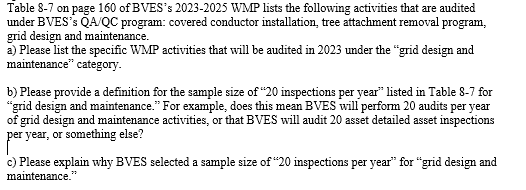 Table 8-7 on page 160 of BVES's 2023-2025 WMP lists the following activities that are audited
under BVES's QA/QC program: covered conductor installation, tree attachment removal program,
grid design and maintenance.
a) Please list the specific WMP activities that will be audited in 2023 under the "grid design and
maintenance" category.
b) Please provide a definition for the sample size of "20 inspections per year" listed in Table 8-7 for
"grid design and maintenance." For example, does this mean BVES will perform 20 audits per year
of grid design and maintenance activities, or that BVES will audit 20 asset detailed asset inspections
per year, or something else?
c) Please explain why BVES selected a sample size of "20 inspections per year" for "grid design and
maintenance."